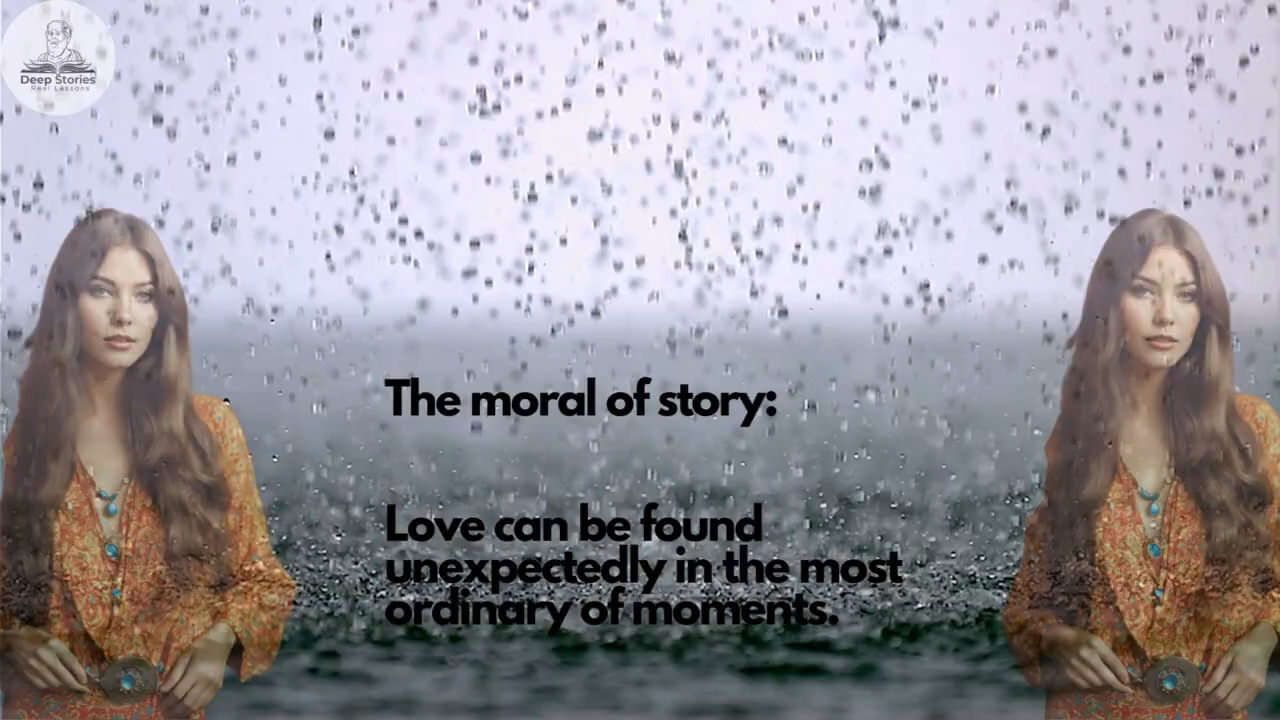 Deep Stories
Real Lessons
The moral of story:
Love can be found
unexpectedly in the most
ordinary of moments.